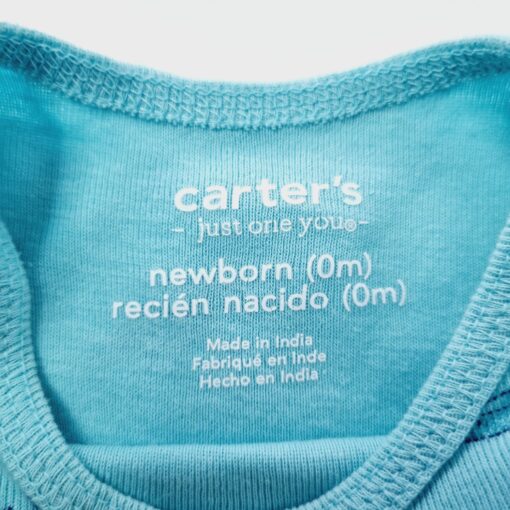 carter's
- just one you® -
newborn (0m)
recién nacido (0m)
Made in India
Fabriqué en Inde
Hecho en India